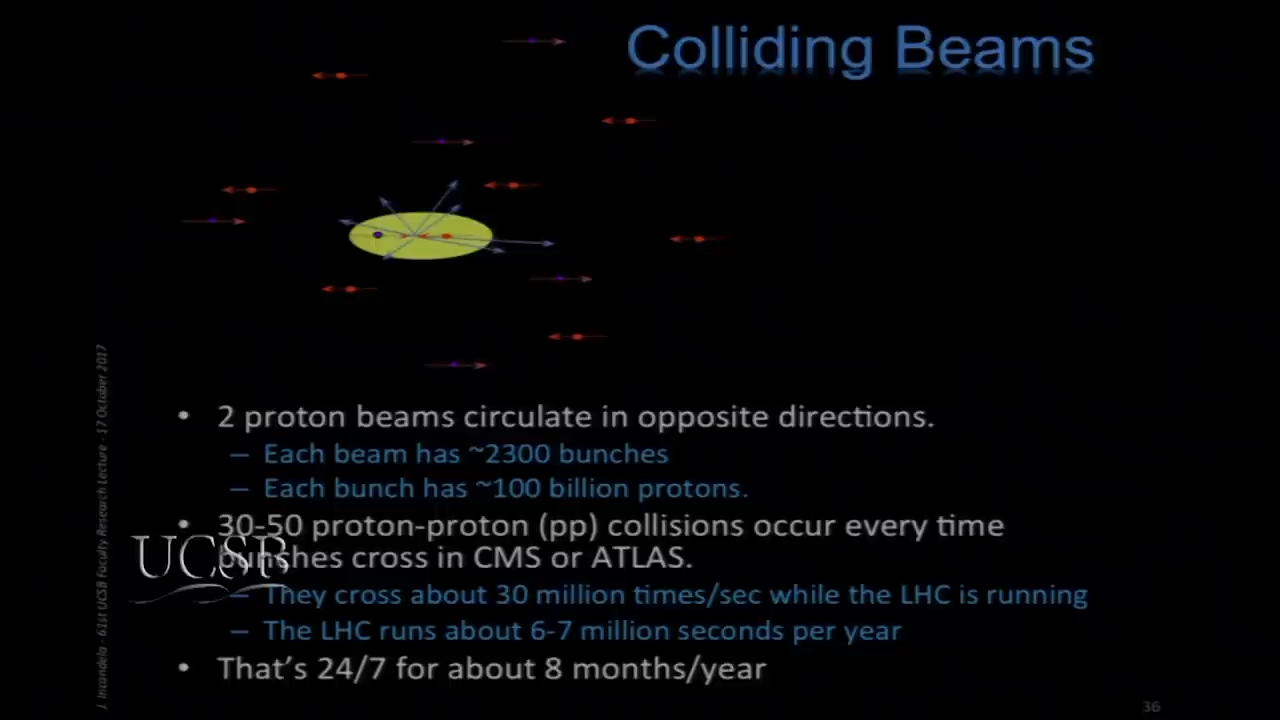 Colliding Beams
• 2 proton beams circulate in opposite directions.
– Each beam has ~2300 bunches
– Each bunch has ~100 billion protons.
• 30-50 proton-proton (pp) collisions occur every time
bunches cross in CMS or ATLAS.
– They cross about 30 million times/sec while the LHC is running
– The LHC runs about 6-7 million seconds per year
• That's 24/7 for about 8 months/year
J. Incandela - 61st UCSB Faculty Research Lecture - 17 October 2017
UCSB
36